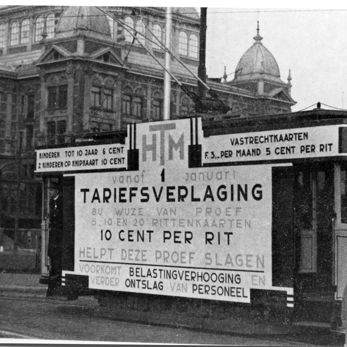 KINDEREN TOT 10 JAAR 6 CENT
2 KINDEREN OP 1 KNIPKAART 10 CENT
HTM
VASTRECHTKAARTEN
F. 3... PER MAAND 5 CENT PER RIT
vanaf 1 januari
TARIEFSVERLAGING
BIJ WIJZE VAN PROEF
5, 10 EN 20 RITTENKAARTEN
10 CENT PER RIT
HELPT DEZE PROEF SLAGEN
VOORKOMT BELASTINGVERHOOGING EN
VERDER ONTSLAG VAN PERSONEEL